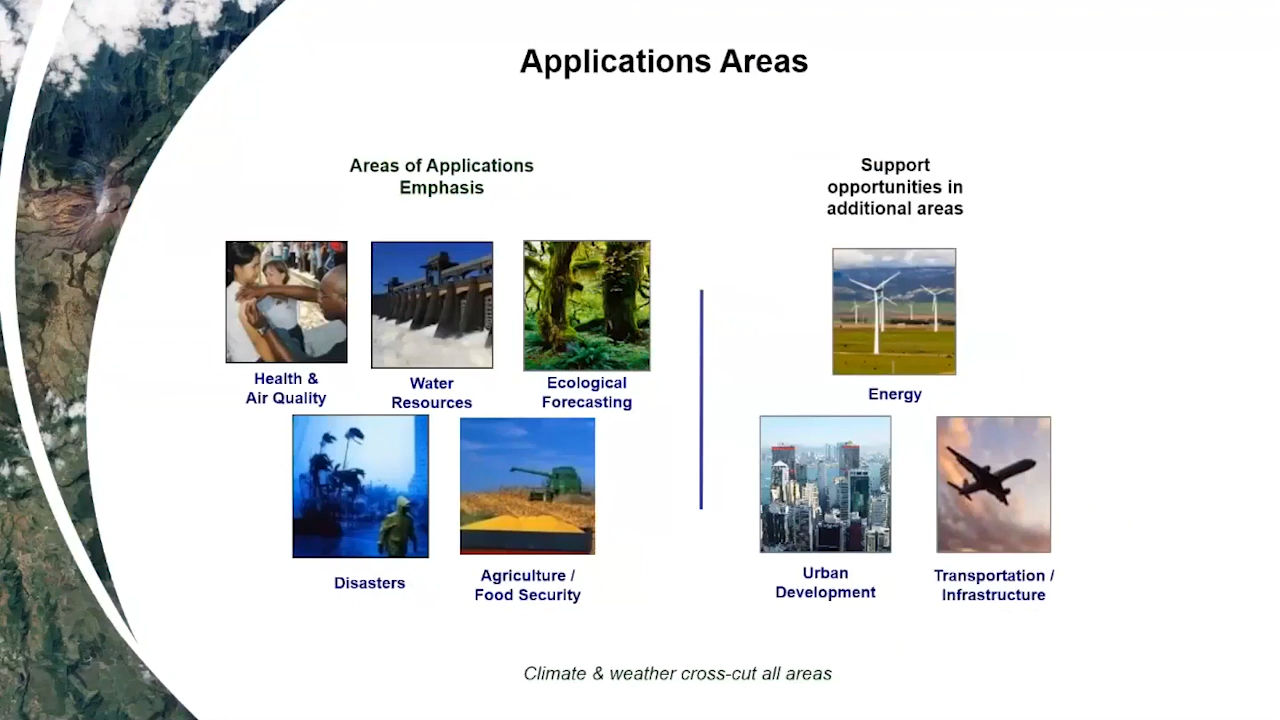 Applications Areas
Areas of Applications
Emphasis
Health &
Air Quality
Water
Resources
Ecological
Forecasting
Disasters
Agriculture /
Food Security
Support
opportunities in
additional areas
Energy
Urban
Development
Transportation /
Infrastructure
Climate & weather cross-cut all areas